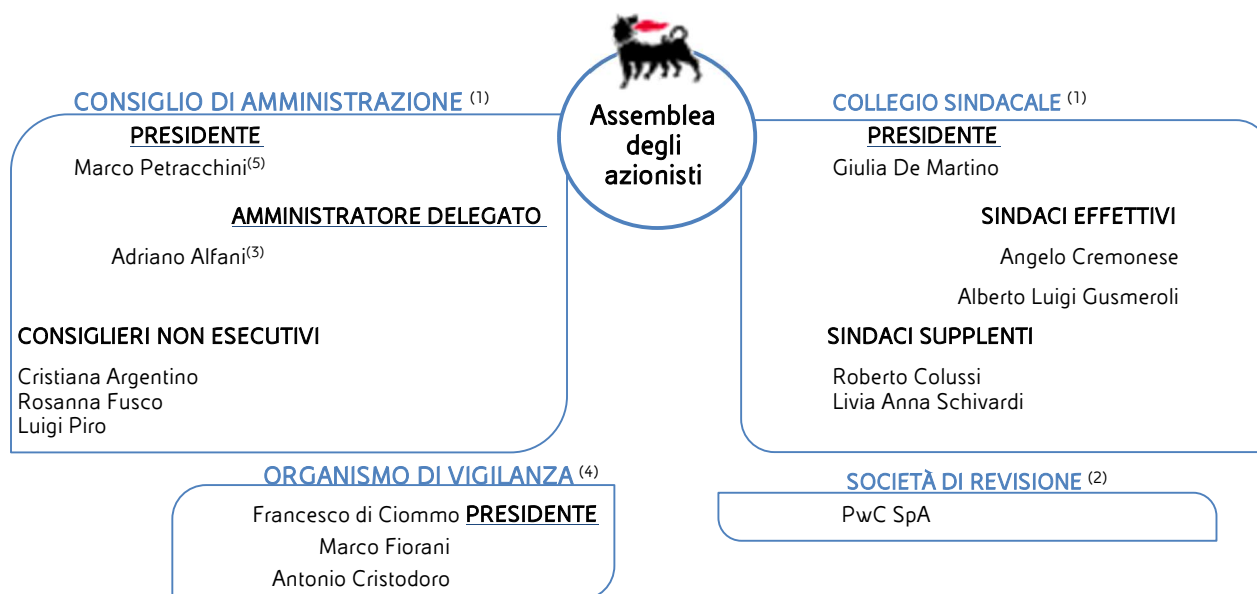 Assemblea
degli
azionisti
CONSIGLIO DI AMMINISTRAZIONE (1)
PRESIDENTE
Marco Petracchini(5)
AMMINISTRATORE DELEGATO
Adriano Alfani(3)
CONSIGLIERI NON ESECUTIVI
Cristiana Argentino
Rosanna Fusco
Luigi Piro
COLLEGIO SINDACALE (1)
PRESIDENTE
Giulia De Martino
SINDACI EFFETTIVI
Angelo Cremonese
Alberto Luigi Gusmeroli
SINDACI SUPPLENTI
Roberto Colussi
Livia Anna Schivardi
ORGANISMO DI VIGILANZA (4)
Francesco di Ciommo PRESIDENTE
Marco Fiorani
Antonio Cristodoro
SOCIETÀ DI REVISIONE (2)
PwC SpA